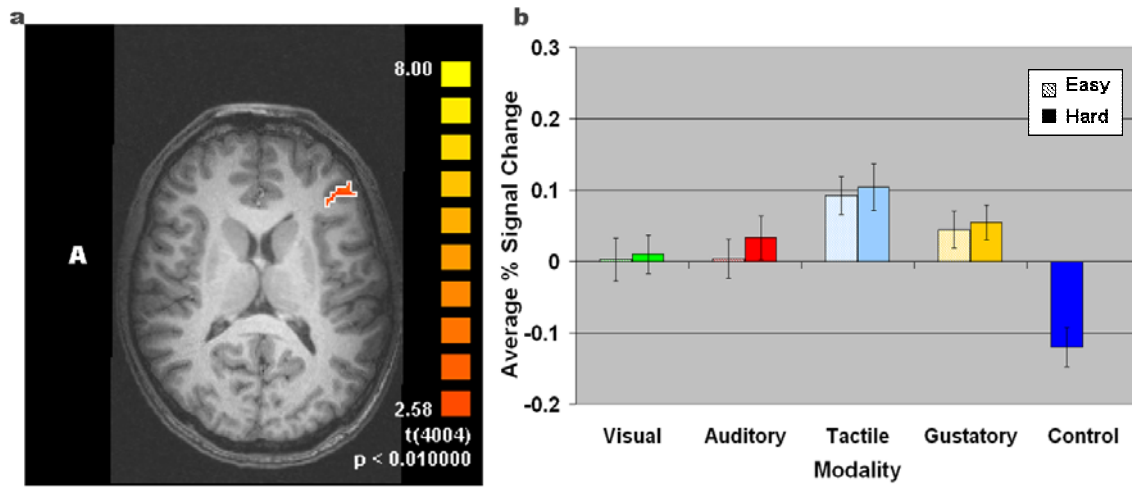 a
8.00
A
2.58
t(4004)
p < 0.010000
b
Average % Signal Change
0.3
0.2
0.1
0
-0.1
-0.2
Easy
Hard
Visual Auditory Tactile Gustatory Control
Modality